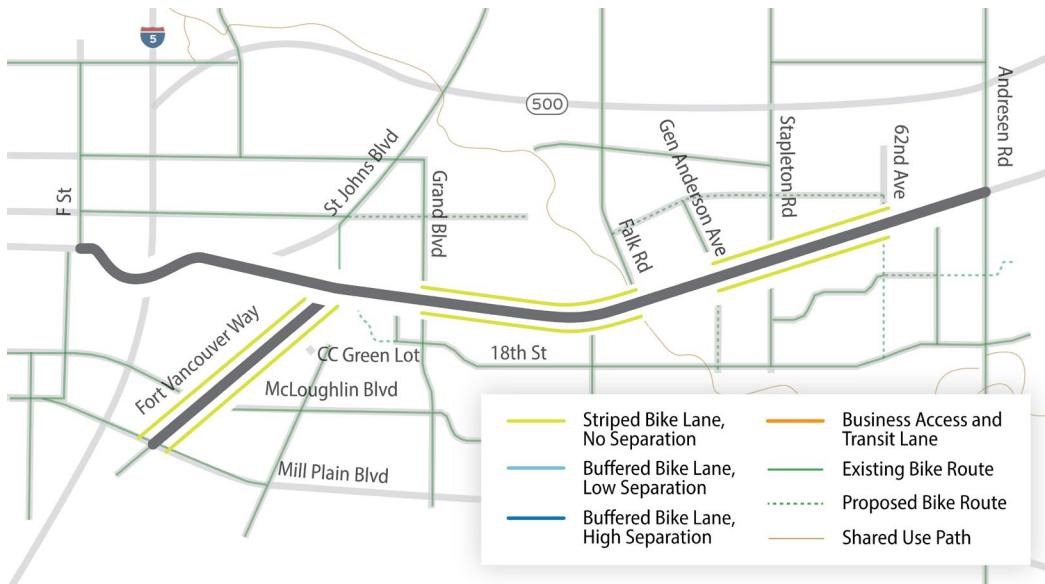 5
500
F St
St Johns Blvd
Grand Blvd
Falk Rd
Gen Anderson Ave
Stapleton Rd
62nd Ave
Andresen Rd
Fort Vancouver Way
CC Green Lot
18th St
McLoughlin Blvd
Mill Plain Blvd
Striped Bike Lane,
No Separation
Buffered Bike Lane,
Low Separation
Buffered Bike Lane,
High Separation
Business Access and
Transit Lane
Existing Bike Route
Proposed Bike Route
Shared Use Path